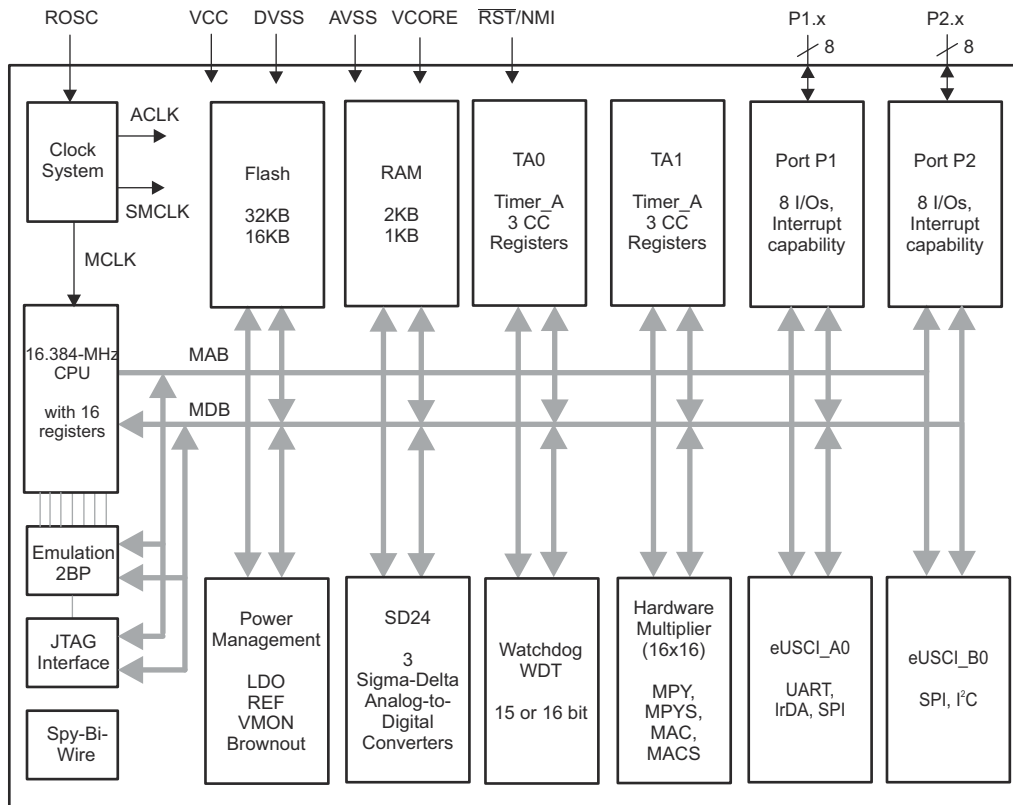 ROSC
VCC
DVSS
AVSS
VCORE
RST/NMI
P1.x
P2.x
8
8
Clock
System
ACLK
SMCLK
MCLK
Flash
32KB
16KB
RAM
2KB
1KB
TA0
Timer_A
3 CC
Registers
TA1
Timer_A
3 CC
Registers
Port P1
8 I/Os,
Interrupt
capability
Port P2
8 I/Os,
Interrupt
capability
16.384-MHz
CPU
with 16
registers
MAB
MDB
Emulation
2BP
JTAG
Interface
Spy-Bi-
Wire
Power
Management
LDO
REF
VMON
Brownout
SD24
3
Sigma-Delta
Analog-to-
Digital
Converters
Watchdog
WDT
15 or 16 bit
Hardware
Multiplier
(16x16)
MPY,
MPYS,
MAC,
MACS
eUSCI_A0
UART,
IrDA, SPI
eUSCI_B0
SPI, I²C